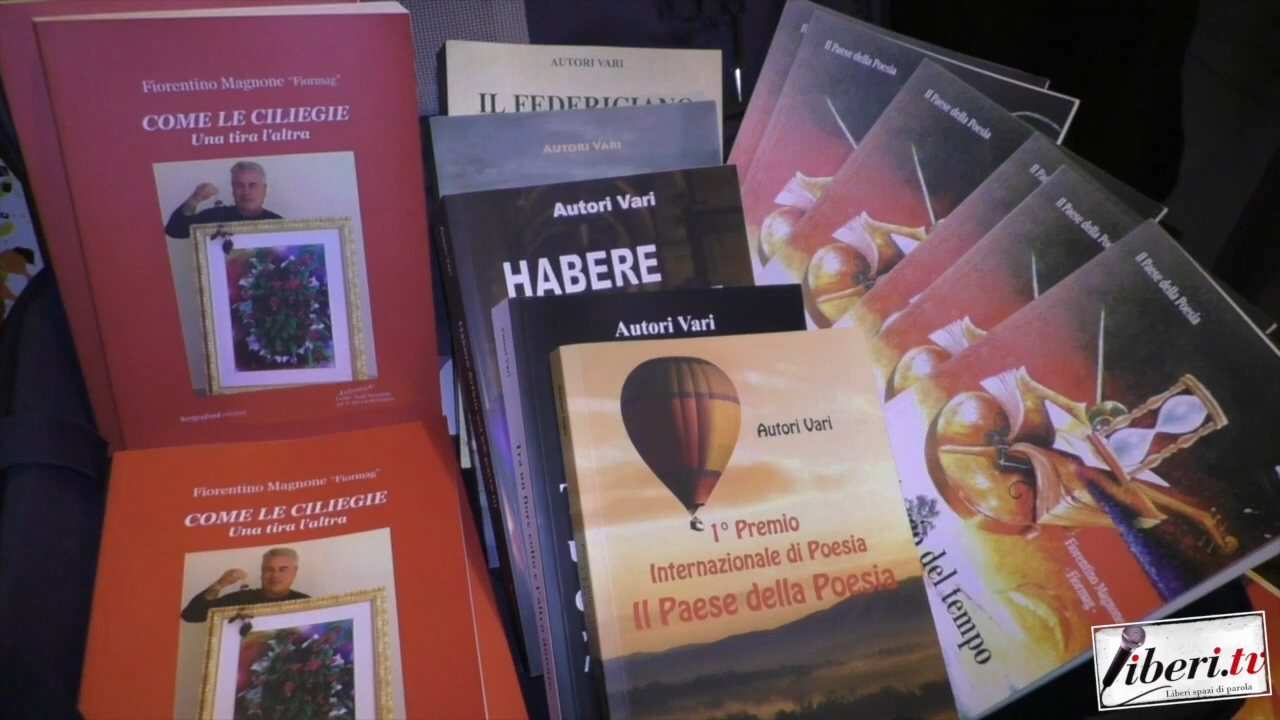 Fiorentino Magnone "Fiormag"
COME LE CILIEGIE
Una tira l'altra
Fiorentino Magnone "Fiormag"
COME LE CILIEGIE
Una tira l'altra
AUTORI VARI
IL FEDERICIANO
AUTORI VARI
Autori Vari
HABERE
Autori Vari
Autori Vari
1° Premio
Internazionale di Poesia
Il Paese della Poesia
Il Paese della Poesia
Il Paese della Poesia
Il Paese
Il Paese della Poesia
Il Paese della Poesia
Fiorentino Magnone
"Fiormag"
del tempo
liberi.tv
Liberi spazi di parola